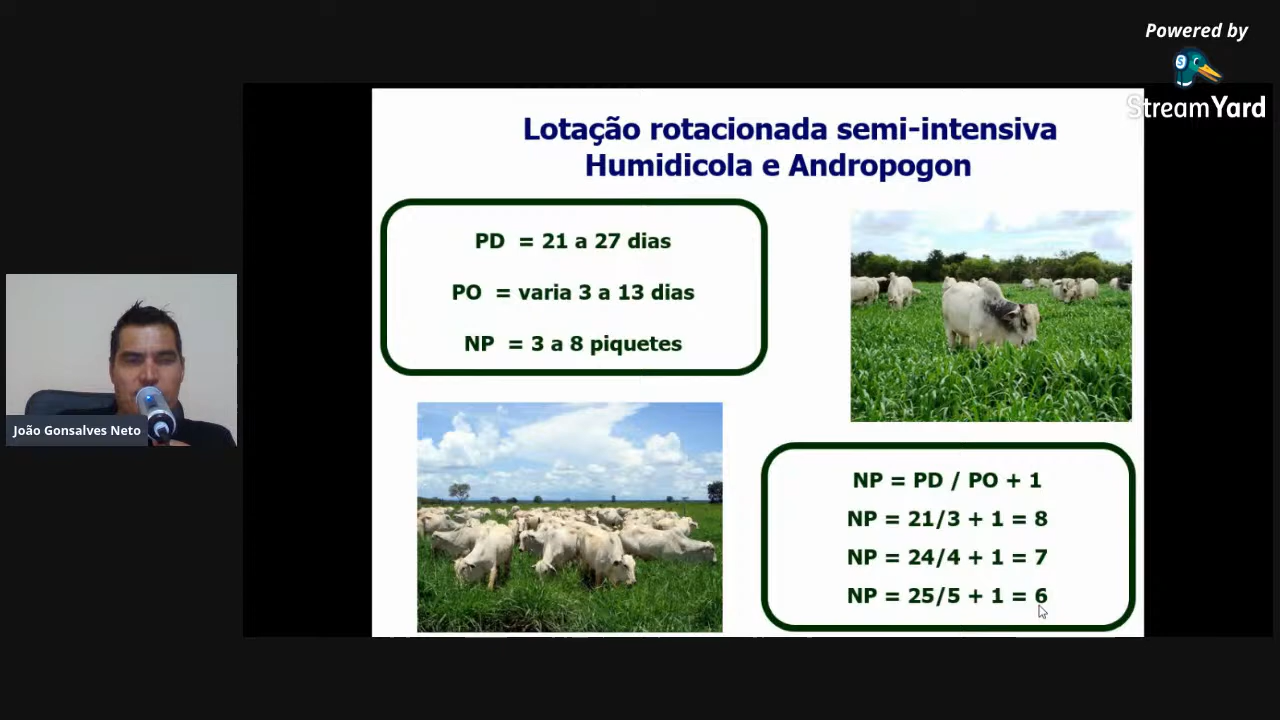 Powered by
StreamYard
Lotação rotacionada semi-intensiva
Humidicola e Andropogon
PD = 21 a 27 dias
PO = varia 3 a 13 dias
NP = 3 a 8 piquetes
João Gonsalves Neto
NP = PD / PO + 1
NP = 21/3 + 1 = 8
NP = 24/4 + 1 = 7
NP = 25/5 + 1 = 6